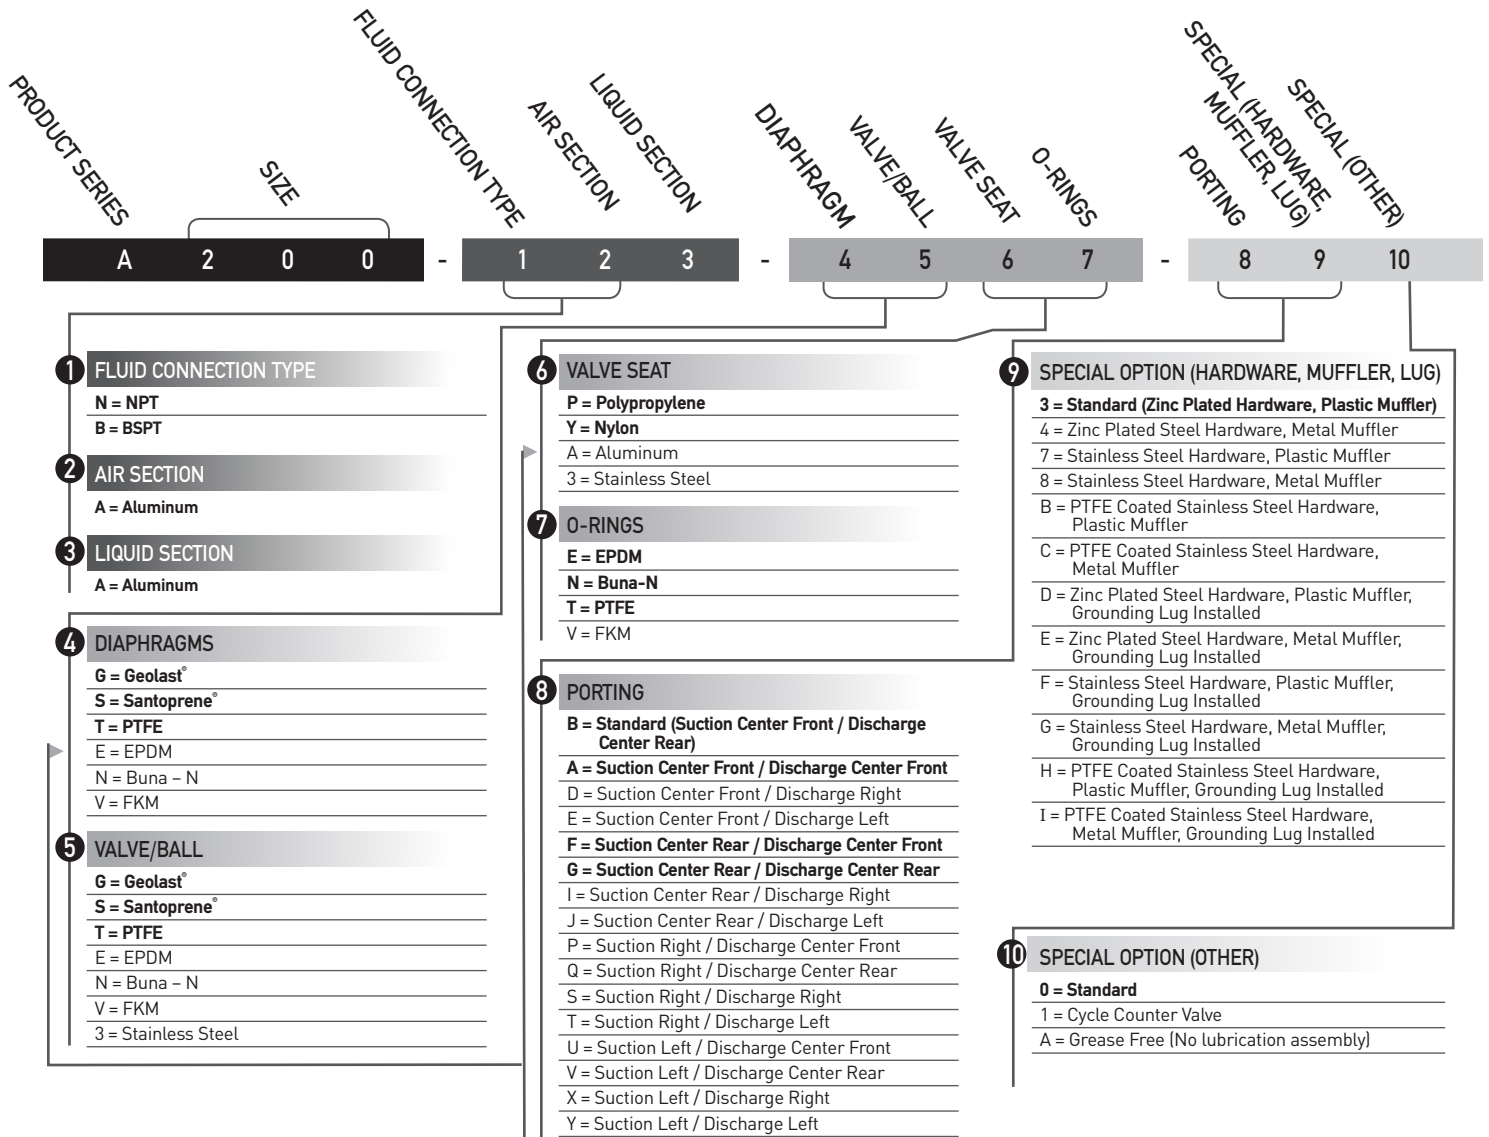 PRODUCT SERIES
SIZE
FLUID CONNECTION TYPE
AIR SECTION
LIQUID SECTION
DIAPHRAGM
VALVE/BALL
VALVE SEAT
O-RINGS
PORTING
SPECIAL (HARDWARE,
MUFFLER, LUG)
SPECIAL (OTHER)
A 2 0 0 - 1 2 3 - 4 5 6 7 - 8 9 10
1 FLUID CONNECTION TYPE
N = NPT
B = BSPT
2 AIR SECTION
A = Aluminum
3 LIQUID SECTION
A = Aluminum
4 DIAPHRAGMS
G = Geolast®
S = Santoprene®
T = PTFE
E = EPDM
N = Buna – N
V = FKM
5 VALVE/BALL
G = Geolast®
S = Santoprene®
T = PTFE
E = EPDM
N = Buna – N
V = FKM
3 = Stainless Steel
6 VALVE SEAT
P = Polypropylene
Y = Nylon
A = Aluminum
3 = Stainless Steel
7 O-RINGS
E = EPDM
N = Buna-N
T = PTFE
V = FKM
8 PORTING
B = Standard (Suction Center Front / Discharge
Center Rear)
A = Suction Center Front / Discharge Center Front
D = Suction Center Front / Discharge Right
E = Suction Center Front / Discharge Left
F = Suction Center Rear / Discharge Center Front
G = Suction Center Rear / Discharge Center Rear
I = Suction Center Rear / Discharge Right
J = Suction Center Rear / Discharge Left
P = Suction Right / Discharge Center Front
Q = Suction Right / Discharge Center Rear
S = Suction Right / Discharge Right
T = Suction Right / Discharge Left
U = Suction Left / Discharge Center Front
V = Suction Left / Discharge Center Rear
X = Suction Left / Discharge Right
Y = Suction Left / Discharge Left
9 SPECIAL OPTION (HARDWARE, MUFFLER, LUG)
3 = Standard (Zinc Plated Hardware, Plastic Muffler)
4 = Zinc Plated Steel Hardware, Metal Muffler
7 = Stainless Steel Hardware, Plastic Muffler
8 = Stainless Steel Hardware, Metal Muffler
B = PTFE Coated Stainless Steel Hardware,
Plastic Muffler
C = PTFE Coated Stainless Steel Hardware,
Metal Muffler
D = Zinc Plated Steel Hardware, Plastic Muffler,
Grounding Lug Installed
E = Zinc Plated Steel Hardware, Metal Muffler,
Grounding Lug Installed
F = Stainless Steel Hardware, Plastic Muffler,
Grounding Lug Installed
G = Stainless Steel Hardware, Metal Muffler,
Grounding Lug Installed
H = PTFE Coated Stainless Steel Hardware,
Plastic Muffler, Grounding Lug Installed
I = PTFE Coated Stainless Steel Hardware,
Metal Muffler, Grounding Lug Installed
10 SPECIAL OPTION (OTHER)
0 = Standard
1 = Cycle Counter Valve
A = Grease Free (No lubrication assembly)